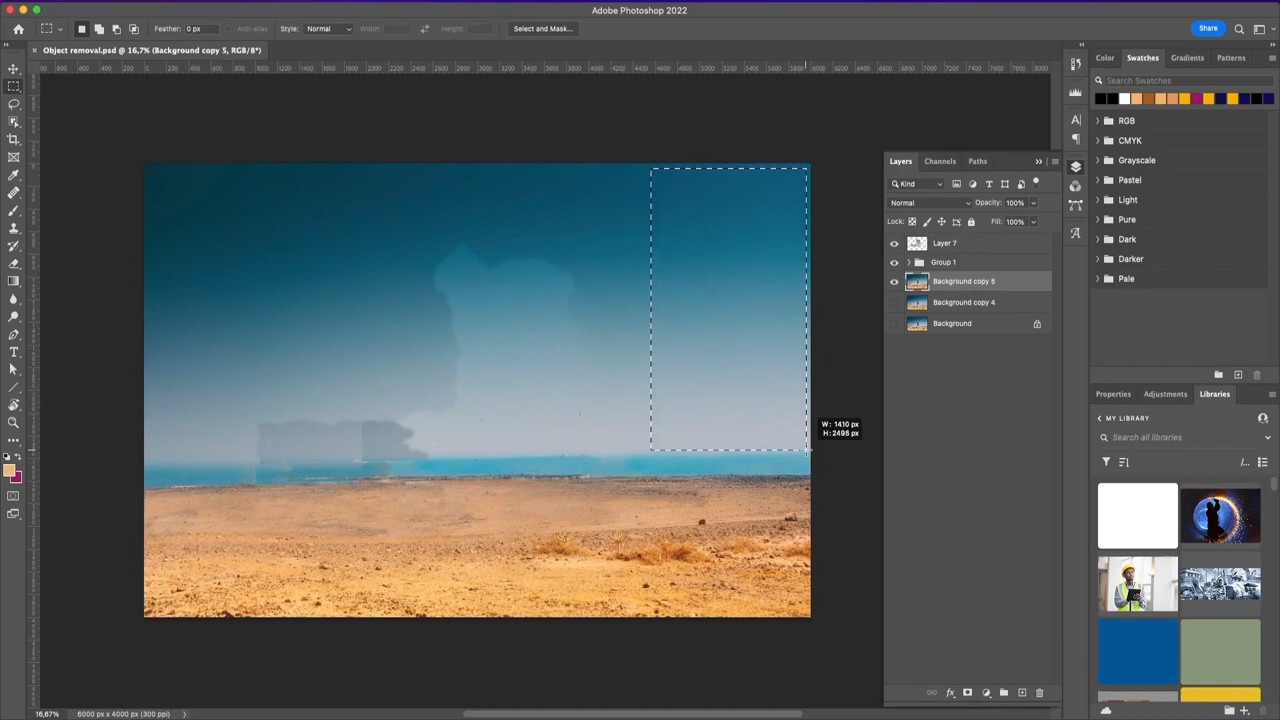 Adobe Photoshop 2022
Feather: 0 px Anti-alias Style: Normal Width: Height: Select and Mask... Share
Object removal.psd @ 16,7% (Background copy 5, RGB/8*)
Color Swatches Gradients Patterns
Search Swatches
RGB
CMYK
Grayscale
Pastel
Light
Pure
Dark
Darker
Pale
Layers Channels Paths
Kind
Normal Opacity: 100%
Lock: Fill: 100%
Layer 7
Group 1
Background copy 5
Background copy 4
Background
W: 1410 px
H: 2498 px
Properties Adjustments Libraries
MY LIBRARY
Search all libraries
16,67% 6000 px x 4000 px (300 ppi)